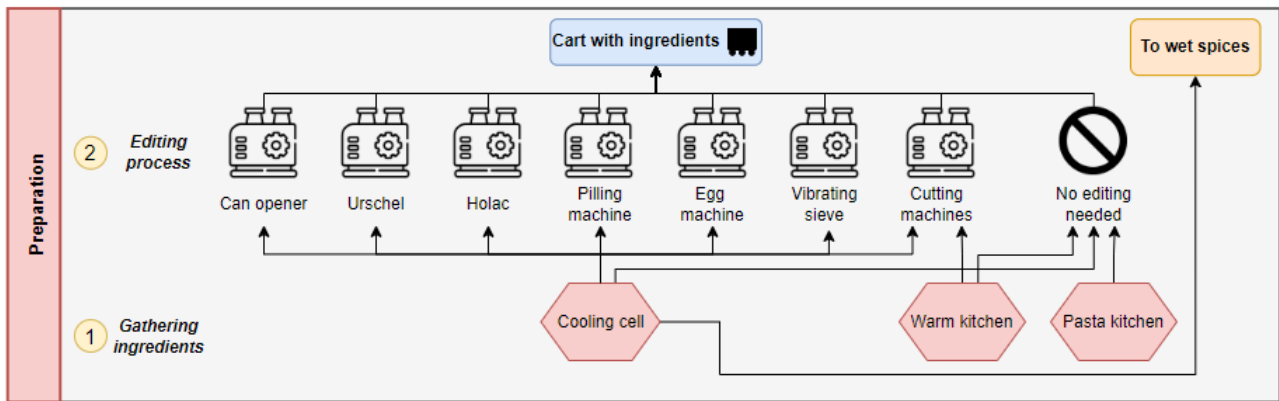 Cart with ingredients
To wet spices
Preparation
2
Editing
process
Can opener
Urschel
Holac
Pilling
machine
Egg
machine
Vibrating
sieve
Cutting
machines
No editing
needed
1
Gathering
ingredients
Cooling cell
Warm kitchen
Pasta kitchen